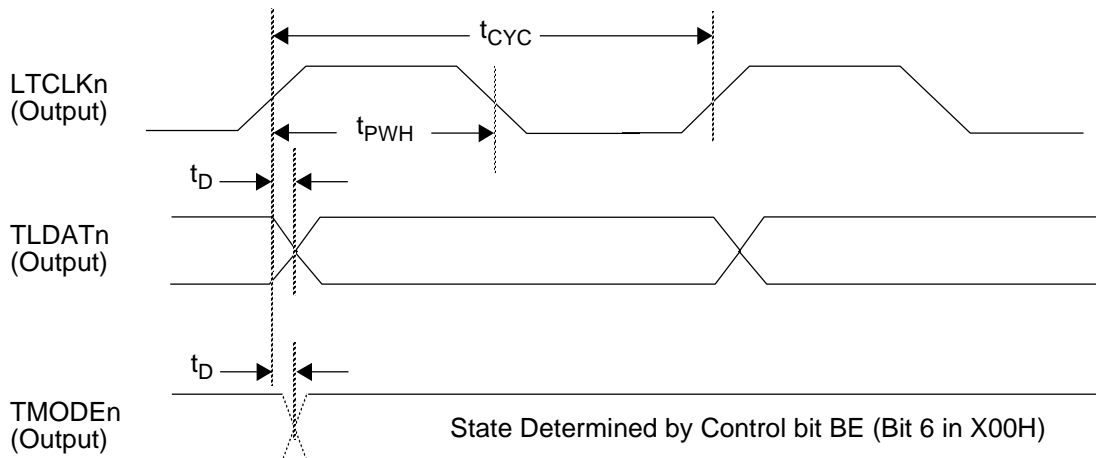 tCYC
LTCLKn
(Output)
tPWH
tD
TLDATn
(Output)
tD
TMODEn
(Output)
State Determined by Control bit BE (Bit 6 in X00H)